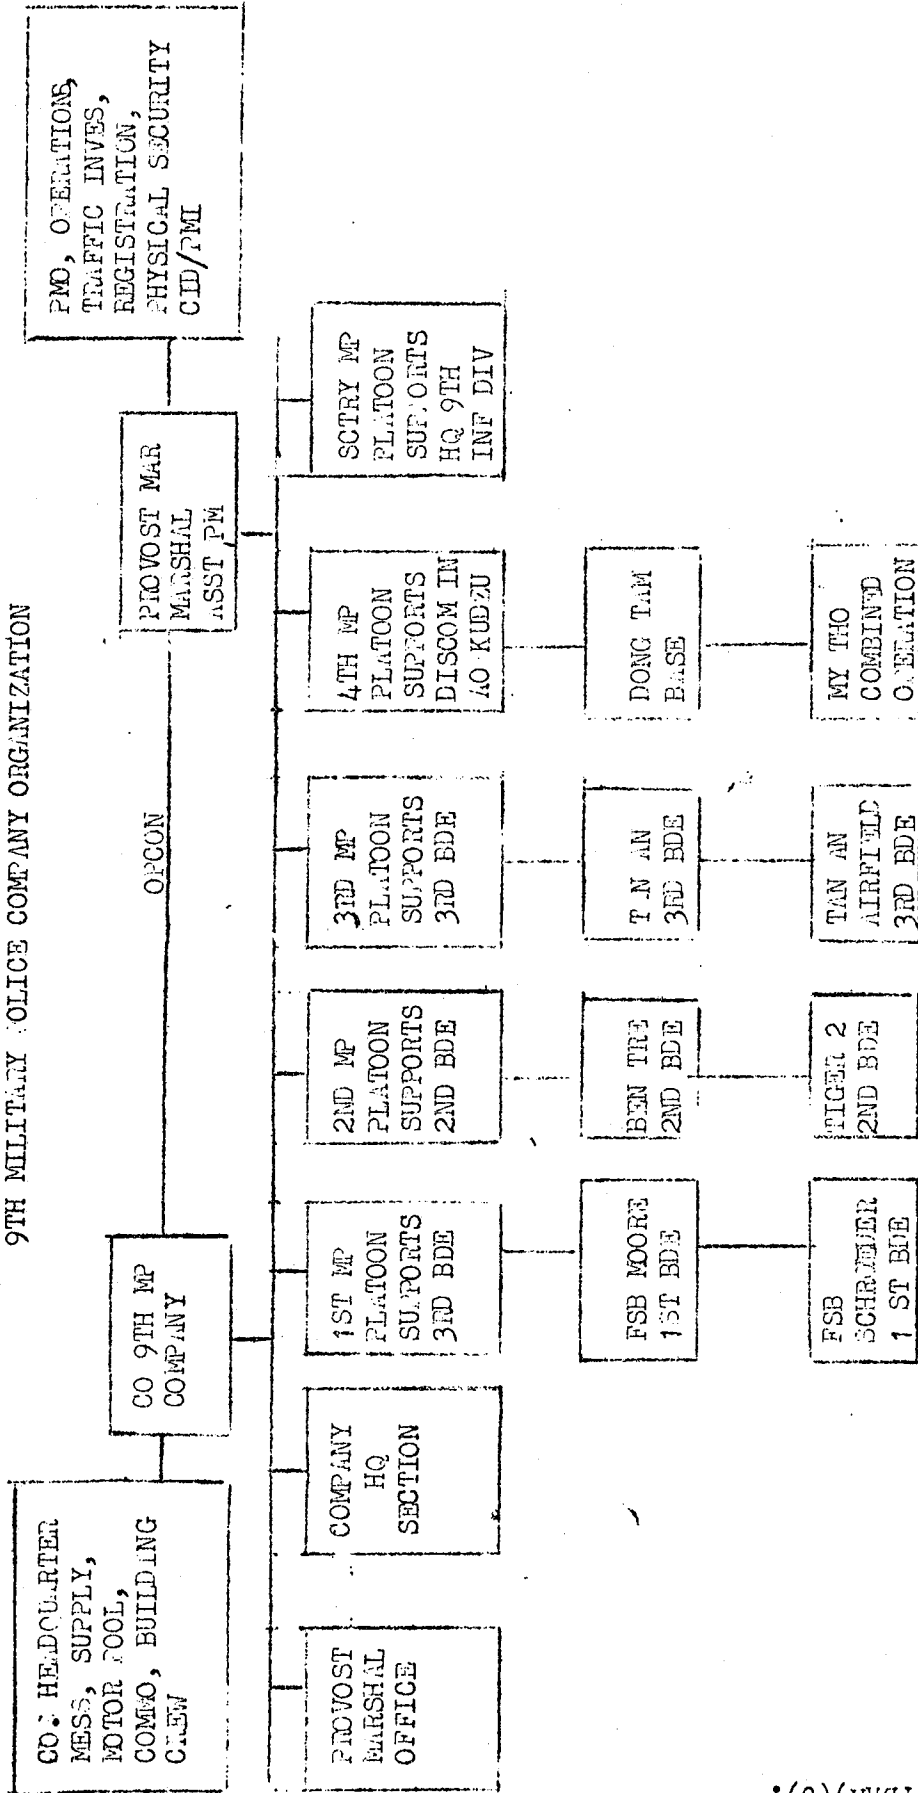 9TH MILITARY POLICE COMPANY ORGANIZATION
CO. HEADQUARTER
MESS, SUPPLY,
MOTOR POOL,
COMMO, BUILDING
CREW
CO 9TH MP
COMPANY
OPCON
PROVOST MAR
MARSHAL
ASST PM
PMO, OPERATIONS,
TRAFFIC INVES,
REGISTRATION,
PHYSICAL SECURITY
CID/PMI
PROVOST
MARSHAL
OFFICE
COMPANY
HQ
SECTION
1ST MP
PLATOON
SUPPORTS
3RD BDE
2ND MP
PLATOON
SUPPORTS
2ND BDE
3RD MP
PLATOON
SUPPORTS
3RD BDE
4TH MP
PLATOON
SUPPORTS
DISCOM IN
AO KUDZU
SCTRY MP
PLATOON
SUPPORTS
HQ 9TH
INF DIV
FSB MOORE
1ST BDE
BEN TRE
2ND BDE
TAN AN
3RD BDE
DONG TAM
BASE
FSB
SCHROEDER
1 ST BDE
TIGER 2
2ND BDE
TAN AN
AIRFIELD
3RD BDE
MY THO
COMBINED
OPERATION